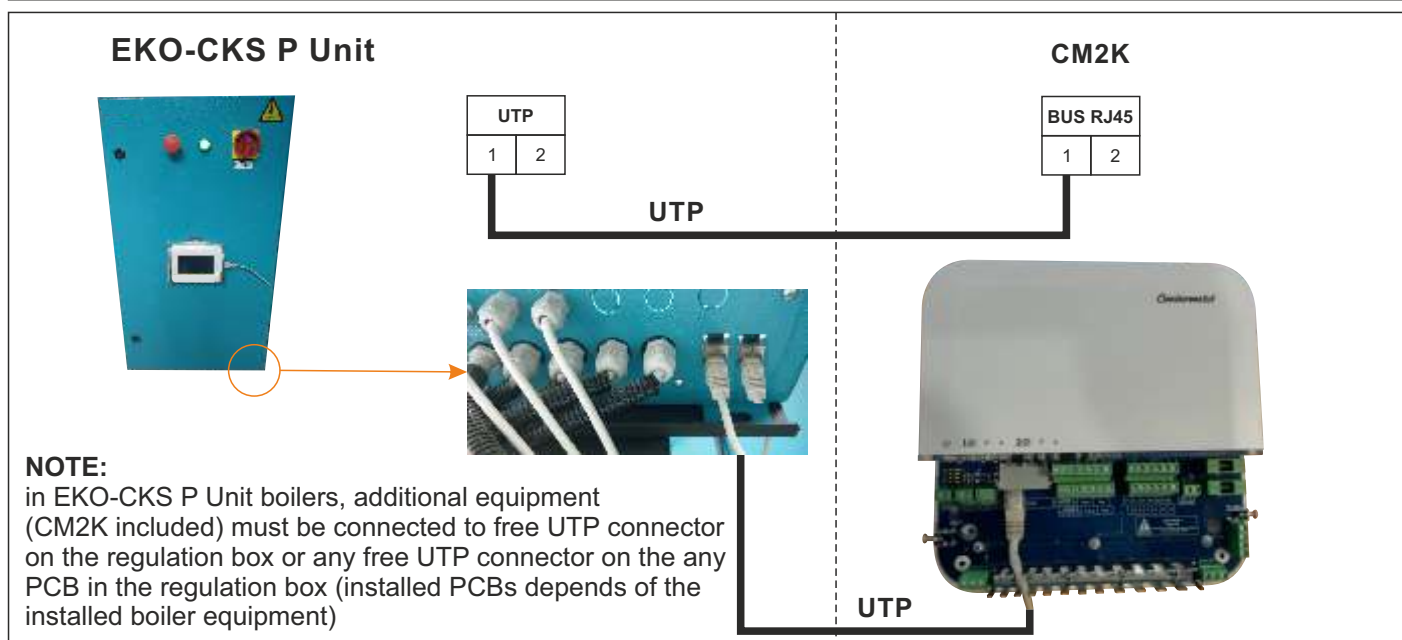 EKO-CKS P Unit
CM2K
UTP
1 2
BUS RJ45
1 2
UTP
Centrometal
NOTE:
in EKO-CKS P Unit boilers, additional equipment
(CM2K included) must be connected to free UTP connector
on the regulation box or any free UTP connector on the any
PCB in the regulation box (installed PCBs depends of the
installed boiler equipment)
UTP